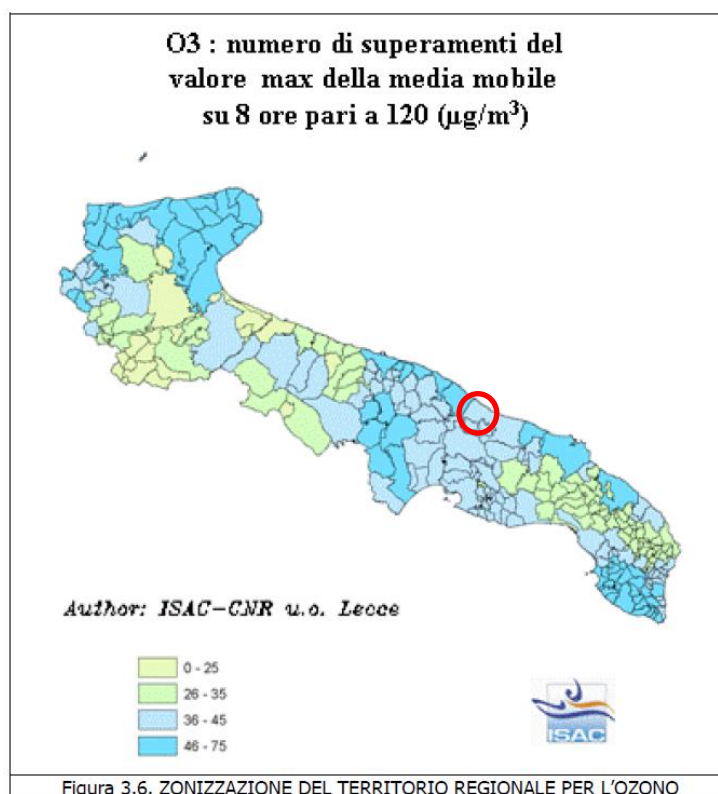 O3 : numero di superamenti del
valore max della media mobile
su 8 ore pari a 120 (µg/m³)
Author: ISAC-CNR u.o. Lecce
0 - 25
26 - 35
36 - 45
46 - 75
ISAC
Figura 3.6. ZONIZZAZIONE DEL TERRITORIO REGIONALE PER L'OZONO